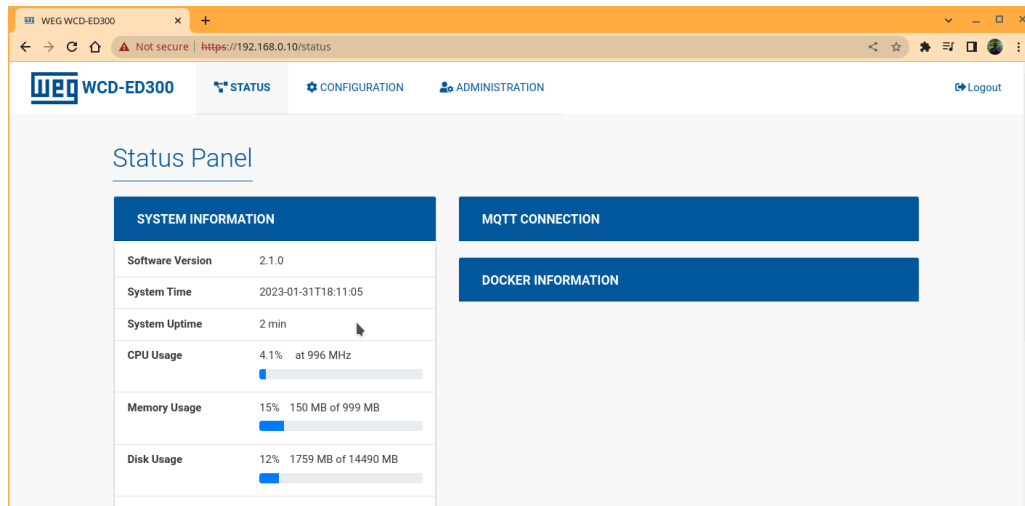 WEG WCD-ED300
Not secure | https://192.168.0.10/status
weg WCD-ED300
STATUS
CONFIGURATION
ADMINISTRATION
Logout
Status Panel
SYSTEM INFORMATION
Software Version 2.1.0
System Time 2023-01-31T18:11:05
System Uptime 2 min
CPU Usage 4.1% at 996 MHz
Memory Usage 15% 150 MB of 999 MB
Disk Usage 12% 1759 MB of 14490 MB
MQTT CONNECTION
DOCKER INFORMATION